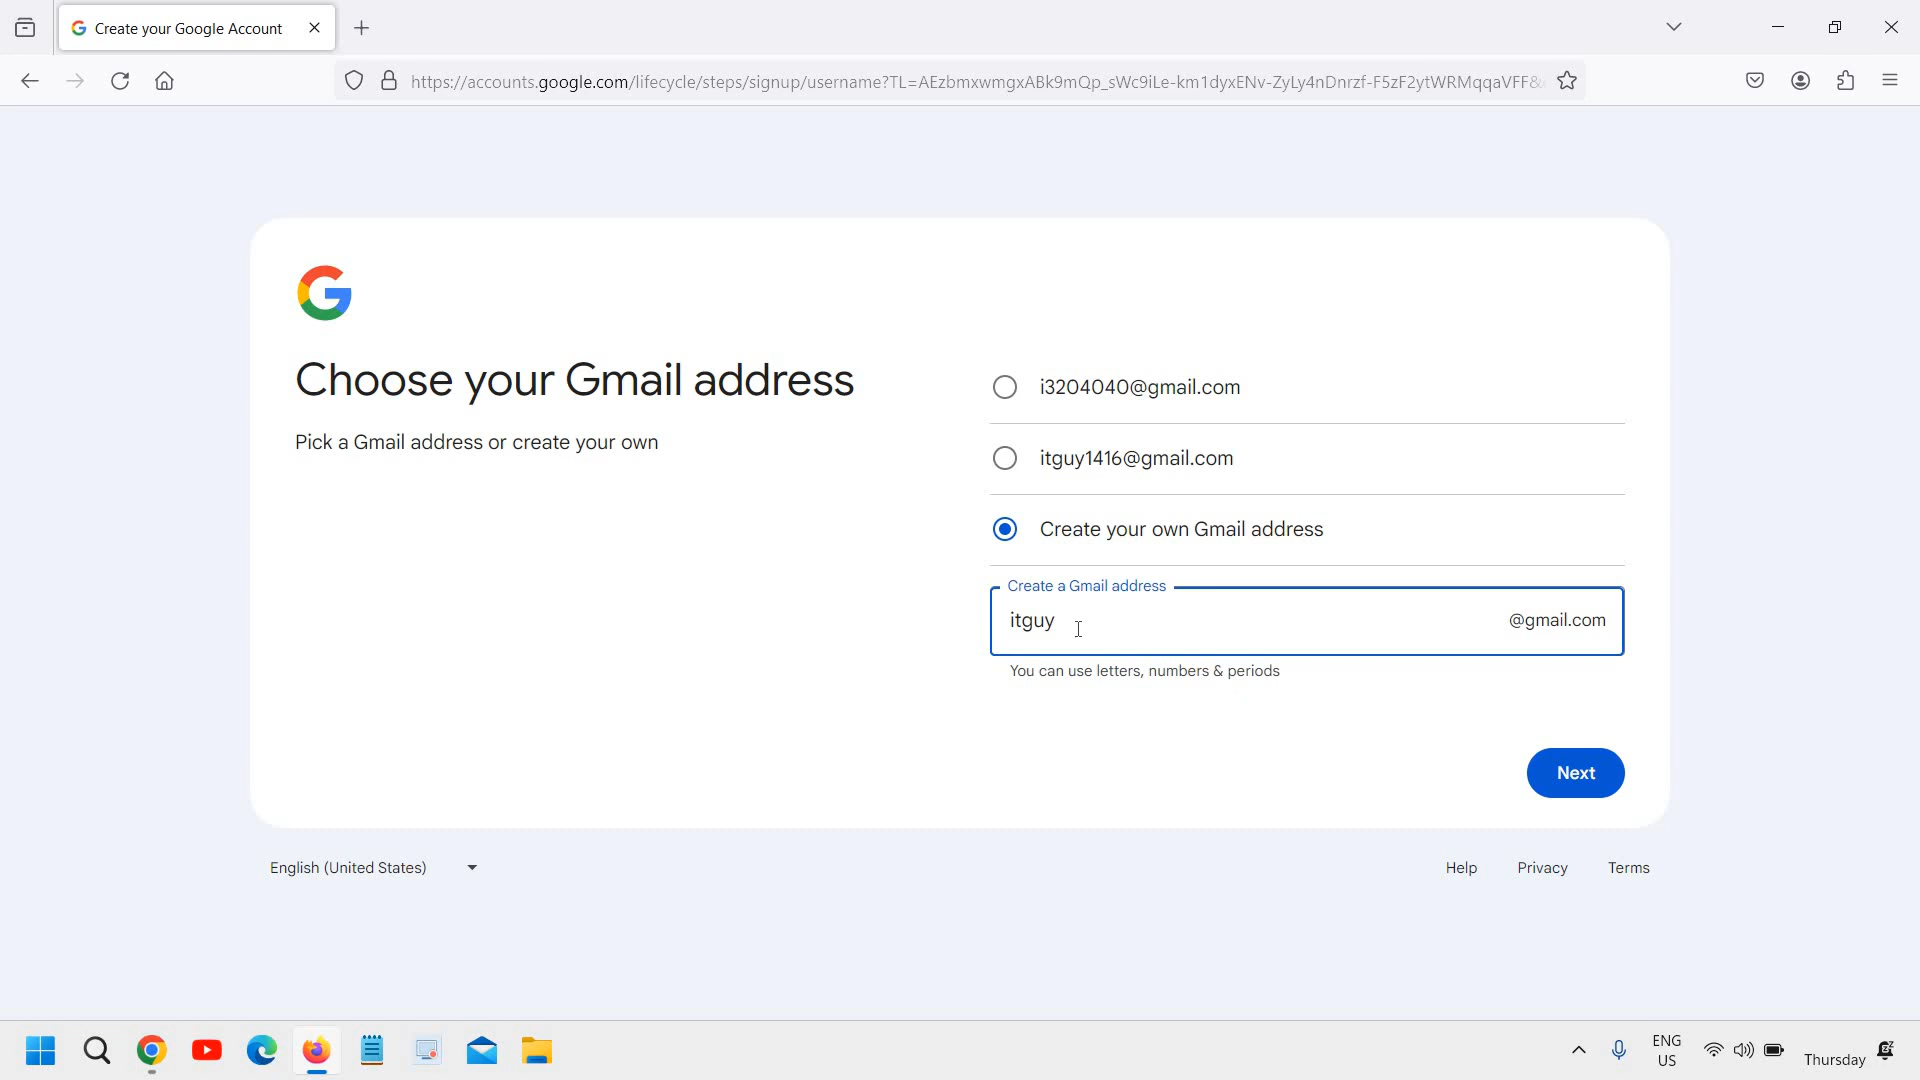 Create your Google Account
https://accounts.google.com/lifecycle/steps/signup/username?TL=AEzbmxwmgxABk9mQp_sWc9iLe-km1dyxENv-ZyLy4nDnrzf-F5zF2ytWRMqqaVFF&
Choose your Gmail address
Pick a Gmail address or create your own
i3204040@gmail.com
itguy1416@gmail.com
Create your own Gmail address
Create a Gmail address
itguy @gmail.com
You can use letters, numbers & periods
Next
English (United States)
Help Privacy Terms
ENG
US
Thursday